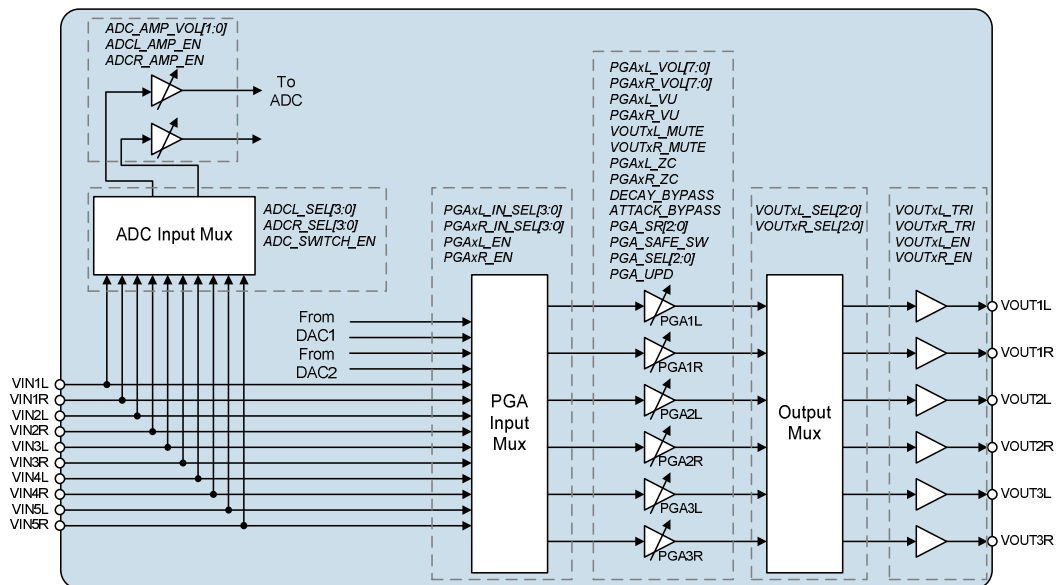 ADC_AMP_VOL[1:0]
ADCL_AMP_EN
ADCR_AMP_EN
To
ADC
ADC Input Mux
ADCL_SEL[3:0]
ADCR_SEL[3:0]
ADC_SWITCH_EN
PGAxL_IN_SEL[3:0]
PGAxR_IN_SEL[3:0]
PGAxL_EN
PGAxR_EN
PGAxL_VOL[7:0]
PGAxR_VOL[7:0]
PGAxL_VU
PGAxR_VU
VOUTxL_MUTE
VOUTxR_MUTE
PGAxL_ZC
PGAxR_ZC
DECAY_BYPASS
ATTACK_BYPASS
PGA_SR[2:0]
PGA_SAFE_SW
PGA_SEL[2:0]
PGA_UPD
VOUTxL_SEL[2:0]
VOUTxR_SEL[2:0]
VOUTxL_TRI
VOUTxR_TRI
VOUTxL_EN
VOUTxR_EN
From
DAC1
From
DAC2
VIN1L
VIN1R
VIN2L
VIN2R
VIN3L
VIN3R
VIN4L
VIN4R
VIN5L
VIN5R
PGA
Input
Mux
PGA1L
PGA1R
PGA2L
PGA2R
PGA3L
PGA3R
Output
Mux
VOUT1L
VOUT1R
VOUT2L
VOUT2R
VOUT3L
VOUT3R